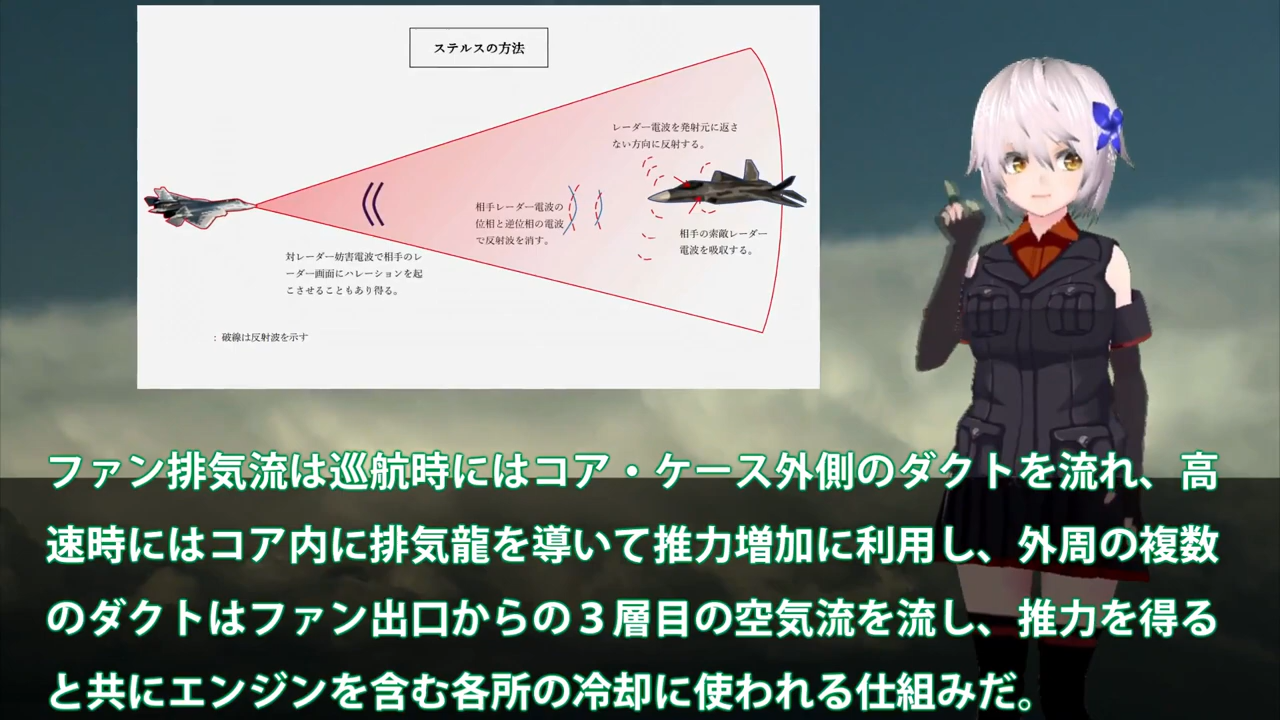 ステルスの方法
レーダー電波を発射元に返さ
ない方向に反射する。
相手レーダー電波の
位相と逆位相の電波
で反射波を消す。
相手の索敵レーダー
電波を吸収する。
対レーダー妨害電波で相手のレ
ーダー画面にハレーションを起
こさせることもあり得る。
：破線は反射波を示す
ファン排気流は巡航時にはコア・ケース外側のダクトを流れ、高
速時にはコア内に排気龍を導いて推力増加に利用し、外周の複数
のダクトはファン出口からの３層目の空気流を流し、推力を得る
と共にエンジンを含む各所の冷却に使われる仕組みだ。